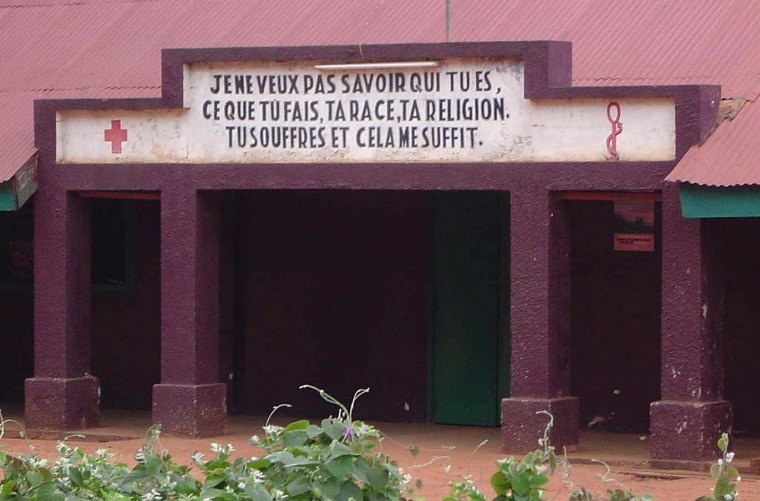 JE NE VEUX PAS SAVOIR QUI TU ES,
CE QUE TU FAIS, TA RACE, TA RELIGION.
TU SOUFFRES ET CELA ME SUFFIT.